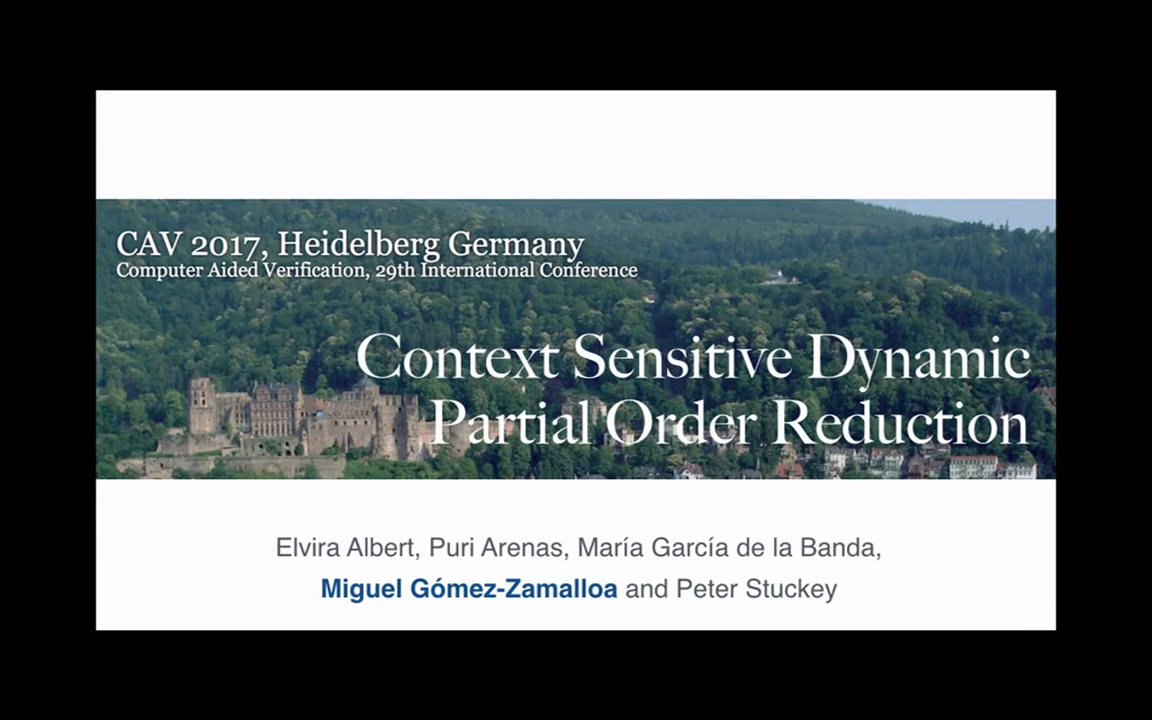 CAV 2017, Heidelberg Germany
Computer Aided Verification, 29th International Conference
Context Sensitive Dynamic
Partial Order Reduction
Elvira Albert, Puri Arenas, María García de la Banda,
Miguel Gómez-Zamalloa and Peter Stuckey